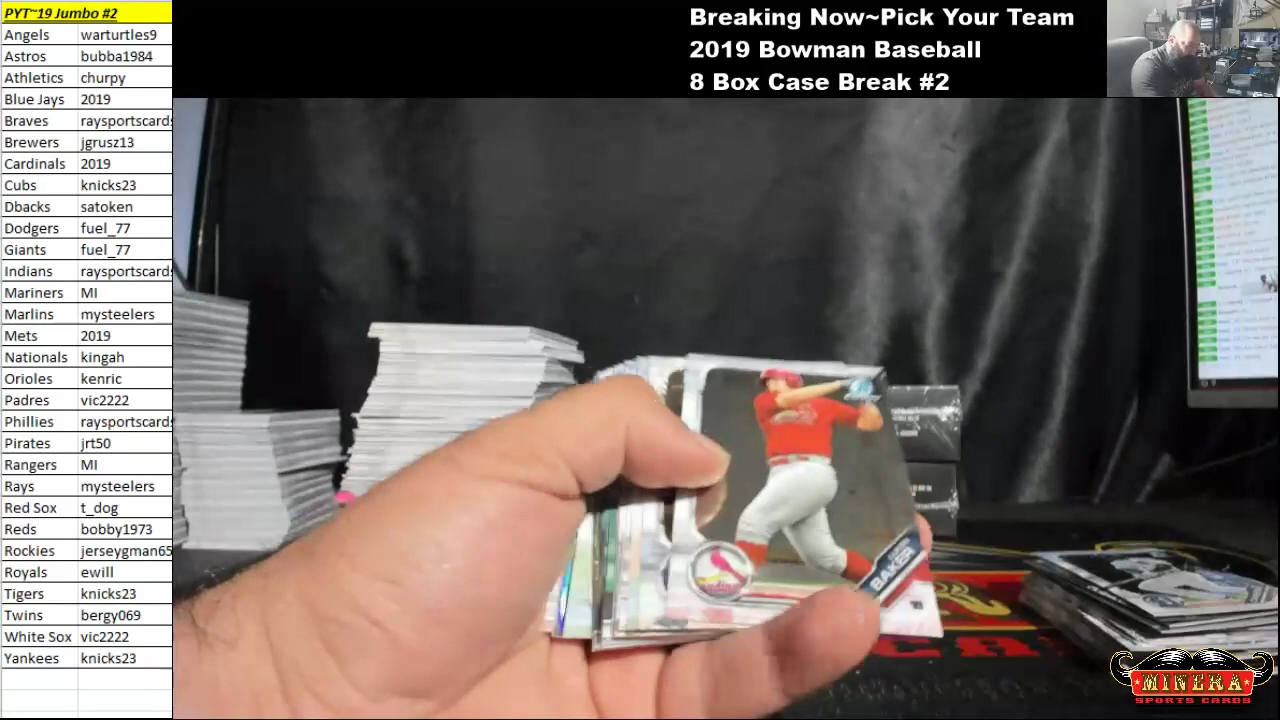 PYT~19 Jumbo #2
Angels warturtles9
Astros bubba1984
Athletics churpy
Blue Jays 2019
Braves raysportscards
Brewers jgrusz13
Cardinals 2019
Cubs knicks23
Dbacks satoken
Dodgers fuel_77
Giants fuel_77
Indians raysportscards
Mariners MI
Marlins mysteelers
Mets 2019
Nationals kingah
Orioles kenric
Padres vic2222
Phillies raysportscards
Pirates jrt50
Rangers MI
Rays mysteelers
Red Sox t_dog
Reds bobby1973
Rockies jerseygman65
Royals ewill
Tigers knicks23
Twins bergy069
White Sox vic2222
Yankees knicks23
Breaking Now~Pick Your Team
2019 Bowman Baseball
8 Box Case Break #2
BAKER
MINERA
SPORTS CARDS